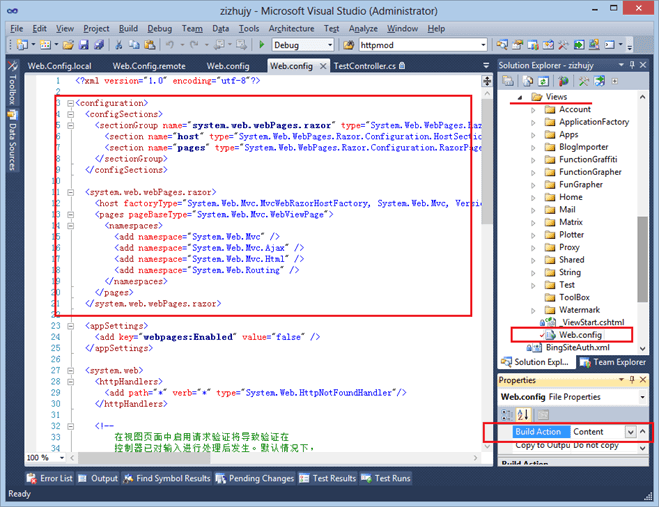 zizhujy - Microsoft Visual Studio (Administrator)
File Edit View Project Build Debug Team Data Tools Architecture Test Analyze Window Help
Debug httpmod
Web.Config.local Web.Config.remote Web.config Web.config TestController.cs
Toolbox
Data Sources
1 <?xml version="1.0" encoding="utf-8"?>
2
3 <configuration>
4 <configSections>
5 <sectionGroup name="system.web.webPages.razor" type="System.Web.WebPages.Raz
6 <section name="host" type="System.Web.WebPages.Razor.Configuration.HostSectio
7 <section name="pages" type="System.Web.WebPages.Razor.Configuration.RazorPage
8 </sectionGroup>
9 </configSections>
10
11 <system.web.webPages.razor>
12 <host factoryType="System.Web.Mvc.MvcWebRazorHostFactory, System.Web.Mvc, Versio
13 <pages pageBaseType="System.Web.Mvc.WebViewPage">
14 <namespaces>
15 <add namespace="System.Web.Mvc" />
16 <add namespace="System.Web.Mvc.Ajax" />
17 <add namespace="System.Web.Mvc.Html" />
18 <add namespace="System.Web.Routing" />
19 </namespaces>
20 </pages>
21 </system.web.webPages.razor>
22
23 <appSettings>
24 <add key="webpages:Enabled" value="false" />
25 </appSettings>
26
27 <system.web>
28 <httpHandlers>
29 <add path="*" verb="*" type="System.Web.HttpNotFoundHandler"/>
30 </httpHandlers>
31
32 <!--
33 在视图页面中启用请求验证将导致验证在
34 控制器已对输入进行处理后发生。默认情况下，
100 %
Solution Explorer - zizhujy
Views
Account
ApplicationFactory
Apps
BlogImporter
FunctionGraffiti
FunctionGrapher
FunGrapher
Home
Mail
Matrix
Plotter
Proxy
Shared
String
Test
ToolBox
Watermark
_ViewStart.cshtml
Web.config
BingSiteAuth.xml
Solution Expl... Team Explorer
Properties
Web.config File Properties
Build Action Content
Copy to Outpu Do not copy
Build Action
Error List Output Find Symbol Results Pending Changes Test Results Test Runs
Ready